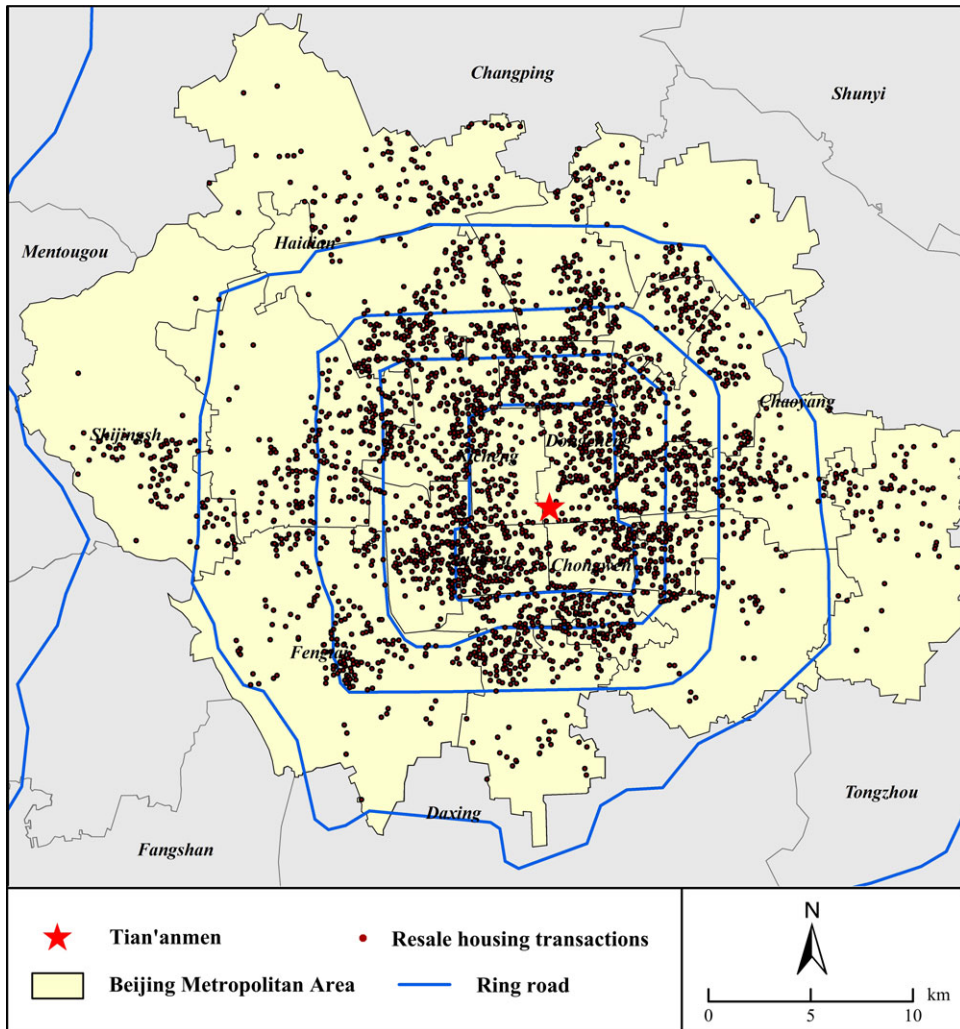 Changping
Shunyi
Mentougou
Haidian
Chaoyang
Shijingsh
Dongcheng
Xicheng
Chongwen
Fengtai
Daxing
Tongzhou
Fangshan
Tian'anmen
Resale housing transactions
Beijing Metropolitan Area
Ring road
N
km
0 5 10